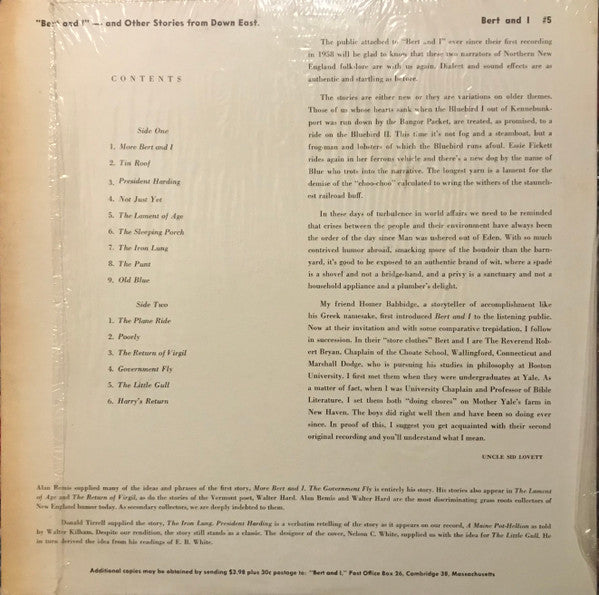 "Bert and I" — and Other Stories from Down East.
Bert and I #5
CONTENTS
Side One
1. More Bert and I
2. Tin Roof
3. President Harding
4. Not Just Yet
5. The Lament of Age
6. The Sleeping Porch
7. The Iron Lung
8. The Punt
9. Old Blue
Side Two
1. The Plane Ride
2. Poorly
3. The Return of Virgil
4. Government Fly
5. The Little Gull
6. Harry's Return
The public attached to "Bert and I" ever since their first recording
in 1958 will be glad to know that these two narrators of Northern New
England folk-lore are with us again. Dialect and sound effects are as
authentic and startling as before.
The stories are either new or they are variations on older themes.
Those of us whose hearts sank when the Bluebird I out of Kennebunk-
port was run down by the Bangor Packet, are treated, as promised, to a
ride on the Bluebird II. This time it's not fog and a steamboat, but a
frog-man and lobsters of which the Bluebird runs afoul. Essie Fickett
rides again in her ferrous vehicle and there's a new dog by the name of
Blue who trots into the narrative. The longest yarn is a lament for the
demise of the "choo-choo" calculated to wring the withers of the staunch-
est railroad buff.
In these days of turbulence in world affairs we need to be reminded
that crises between the people and their environment have always been
the order of the day since Man was ushered out of Eden. With so much
contrived humor abroad, smacking more of the boudoir than the barn-
yard, it's good to be exposed to an authentic brand of wit, where a spade
is a shovel and not a bridge-hand, and a privy is a sanctuary and not a
household appliance and a plumber's delight.
My friend Homer Babbidge, a storyteller of accomplishment like
his Greek namesake, first introduced Bert and I to the listening public.
Now at their invitation and with some comparative trepidation, I follow
in succession. In their "store clothes" Bert and I are The Reverend Rob-
ert Bryan, Chaplain of the Choate School, Wallingford, Connecticut and
Marshall Dodge, who is pursuing his studies in philosophy at Boston
University. I first met them when they were undergraduates at Yale. As
a matter of fact, when I was University Chaplain and Professor of Bible
Literature, I set them both "doing chores" on Mother Yale's farm in
New Haven. The boys did right well then and have been so doing ever
since. In proof of this, I suggest you get acquainted with their second
original recording and you'll understand what I mean.
UNCLE SID LOVETT
Alan Bemis supplied many of the ideas and phrases of the first story, More Bert and I. The Government Fly is entirely his story. His stories also appear in The Lament
of Age and The Return of Virgil, as do the stories of the Vermont poet, Walter Hard. Alan Bemis and Walter Hard are the most discriminating grass roots collectors of
New England humor today. As secondary collectors, we are deeply indebted to them.
Donald Tirrell supplied the story, The Iron Lung. President Harding is a verbatim retelling of the story as it appears on our record, A Maine Pot-Hellion as told
by Walter Kilham. Despite our rendition, the story still stands as a classic. The designer of the cover, Nelson C. White, supplied us with the idea for The Little Gull. He
in turn derived the idea from his readings of E. B. White.
Additional copies may be obtained by sending $3.98 plus 30c postage to: "Bert and I," Post Office Box 26, Cambridge 38, Massachusetts